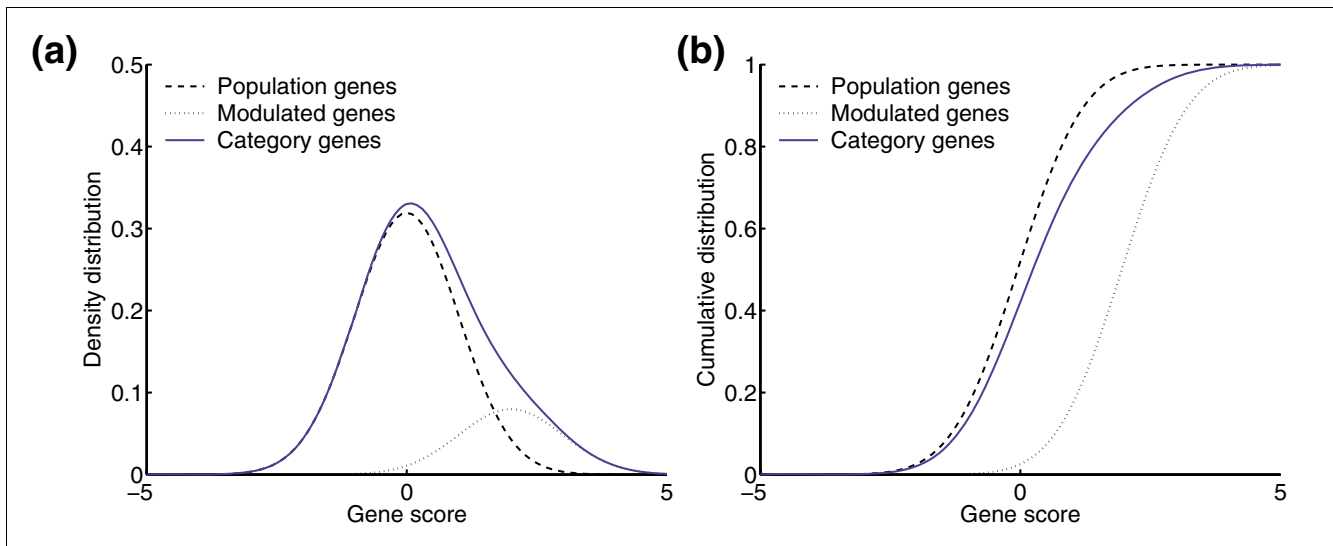 (a)
0.5
Population genes
Modulated genes
Category genes
0.4
0.3
0.2
0.1
0
Density distribution
−5
0
5
Gene score
(b)
1
Population genes
Modulated genes
Category genes
0.8
0.6
0.4
0.2
0
Cumulative distribution
−5
0
5
Gene score